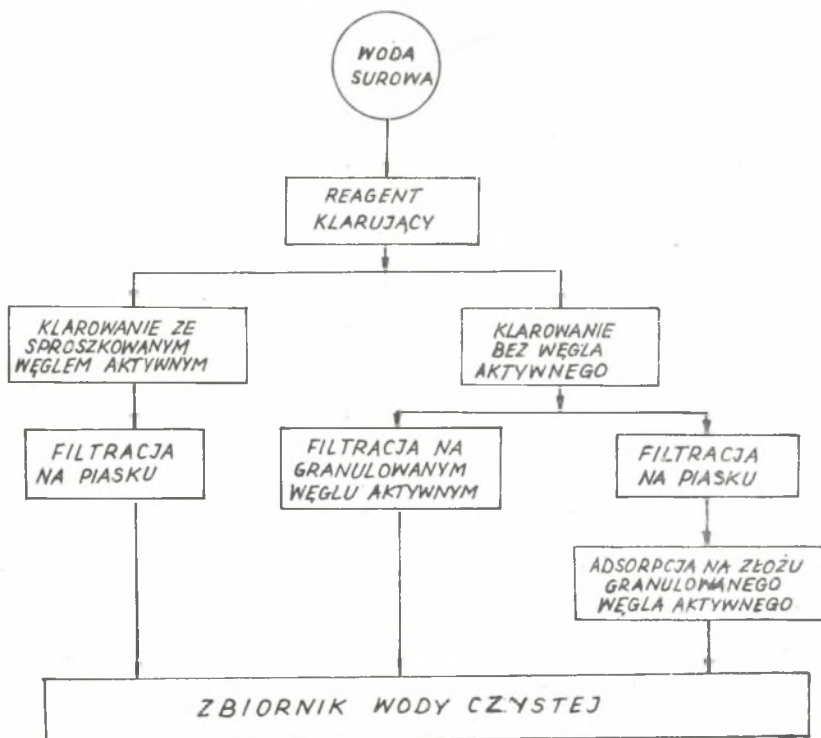 WODA
SUROWA
REAGENT
KLARUJĄCY
KLAROWANIE ZE
SPROSZKOWANYM
WĘGLEM AKTYWNYM
KLAROWANIE
BEZ WĘGLA
AKTYWNEGO
FILTRACJA
NA PIASKU
FILTRACJA NA
GRANULOWANYM
WĘGLU AKTYWNYM
FILTRACJA
NA PIASKU
ADSORPCJA NA ZŁOŻU
GRANULOWANEGO
WĘGLA AKTYWNEGO
ZBIORNIK WODY CZYSTEJ